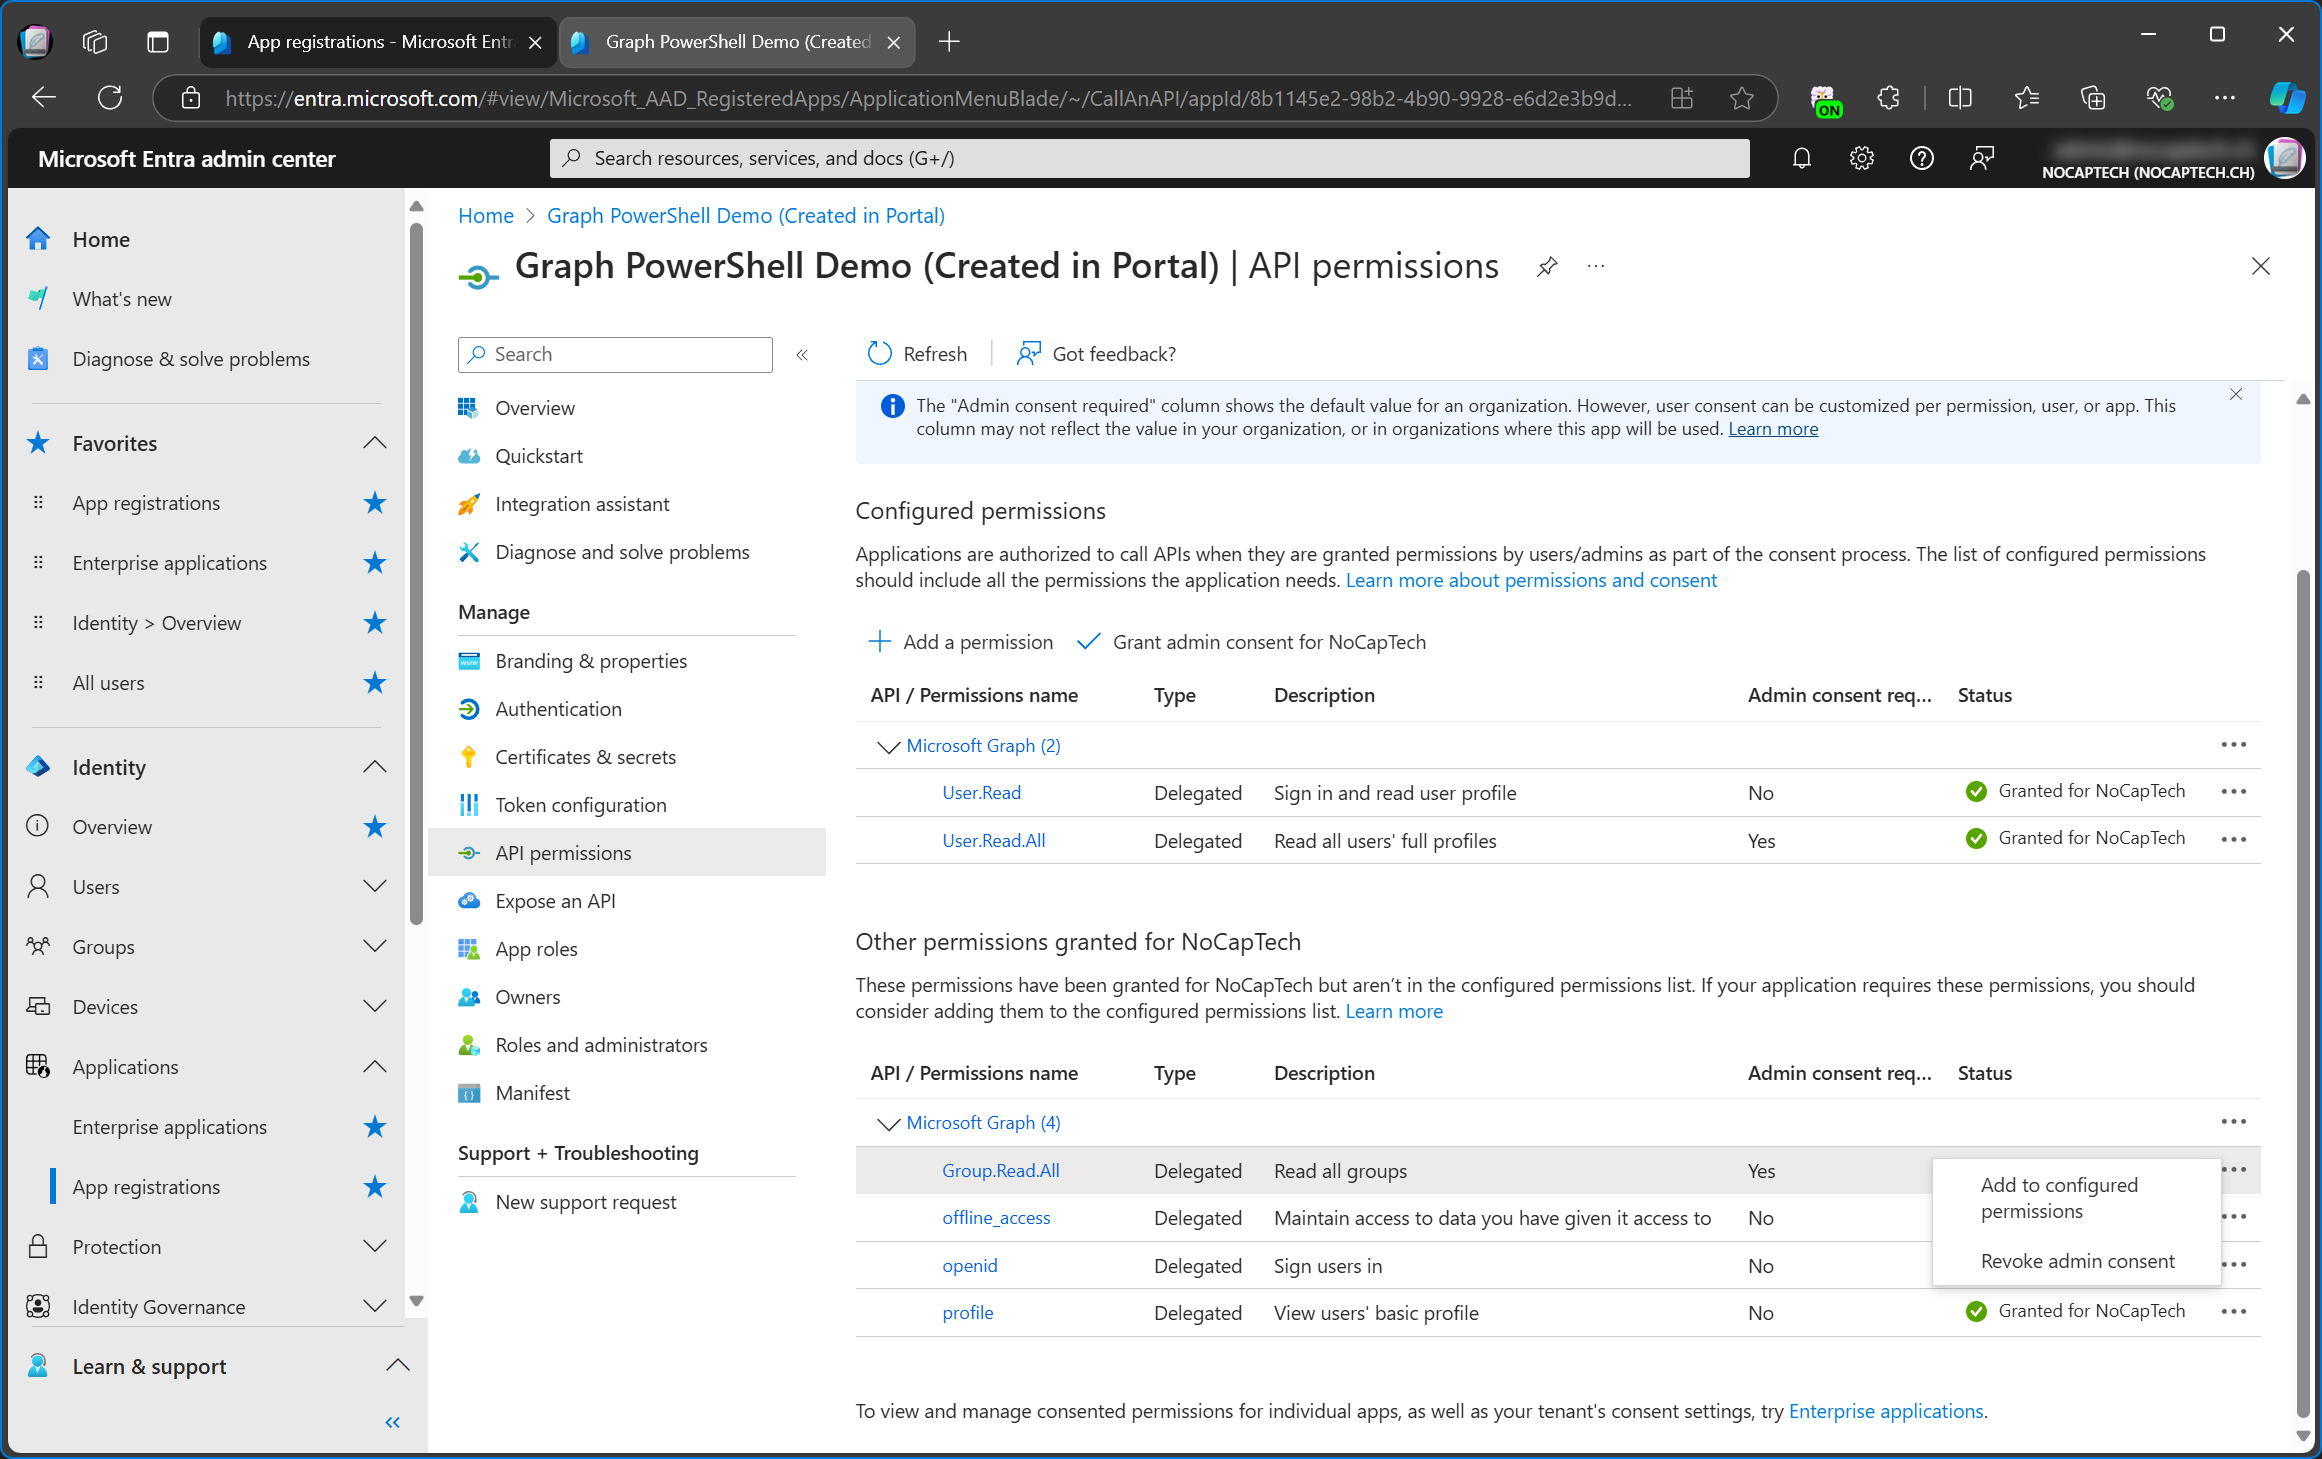 App registrations - Microsoft Entr
Graph PowerShell Demo (Created
https://entra.microsoft.com/#view/Microsoft_AAD_RegisteredApps/ApplicationMenuBlade/~/CallAnAPI/appId/8b1145e2-98b2-4b90-9928-e6d2e3b9d...
ON
Microsoft Entra admin center
Search resources, services, and docs (G+/)
NOCAPTECH (NOCAPTECH.CH)
Home
What's new
Diagnose & solve problems
Favorites
App registrations
Enterprise applications
Identity > Overview
All users
Identity
Overview
Users
Groups
Devices
Applications
Enterprise applications
App registrations
Protection
Identity Governance
Learn & support
Home > Graph PowerShell Demo (Created in Portal)
Graph PowerShell Demo (Created in Portal) | API permissions
Search
Overview
Quickstart
Integration assistant
Diagnose and solve problems
Manage
Branding & properties
Authentication
Certificates & secrets
Token configuration
API permissions
Expose an API
App roles
Owners
Roles and administrators
Manifest
Support + Troubleshooting
New support request
Refresh
Got feedback?
The "Admin consent required" column shows the default value for an organization. However, user consent can be customized per permission, user, or app. This
column may not reflect the value in your organization, or in organizations where this app will be used. Learn more
Configured permissions
Applications are authorized to call APIs when they are granted permissions by users/admins as part of the consent process. The list of configured permissions
should include all the permissions the application needs. Learn more about permissions and consent
Add a permission
Grant admin consent for NoCapTech
API / Permissions name Type Description Admin consent req... Status
Microsoft Graph (2)
User.Read Delegated Sign in and read user profile No Granted for NoCapTech
User.Read.All Delegated Read all users' full profiles Yes Granted for NoCapTech
Other permissions granted for NoCapTech
These permissions have been granted for NoCapTech but aren't in the configured permissions list. If your application requires these permissions, you should
consider adding them to the configured permissions list. Learn more
API / Permissions name Type Description Admin consent req... Status
Microsoft Graph (4)
Group.Read.All Delegated Read all groups Yes
offline_access Delegated Maintain access to data you have given it access to No
openid Delegated Sign users in No
profile Delegated View users' basic profile No Granted for NoCapTech
Add to configured
permissions
Revoke admin consent
To view and manage consented permissions for individual apps, as well as your tenant's consent settings, try Enterprise applications.